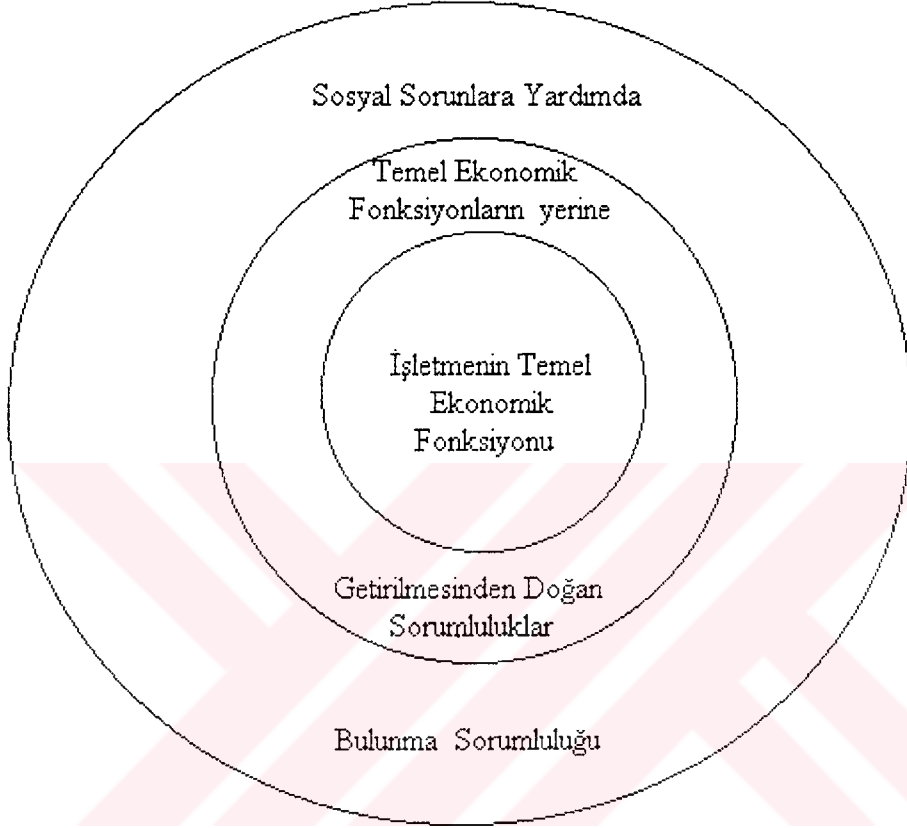 Sosyal Sorunlara Yardımda
Temel Ekonomik
Fonksiyonların yerine
İşletmenin Temel
Ekonomik
Fonksiyonu
Getirilmesinden Doğan
Sorumluluklar
Bulunma Sorumluluğu